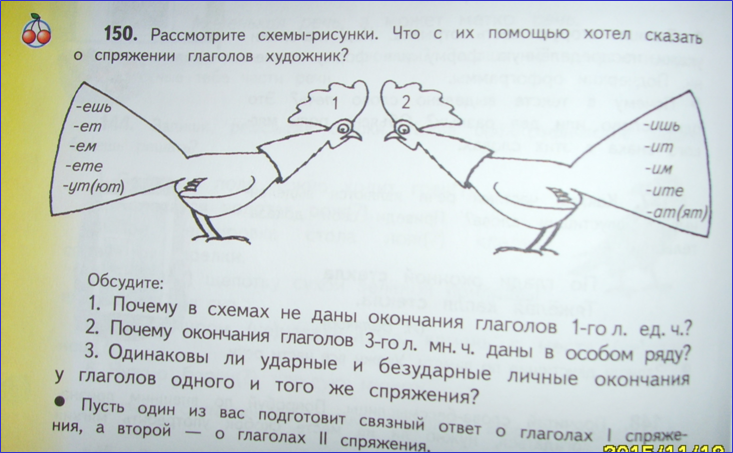 150. Рассмотрите схемы-рисунки. Что с их помощью хотел сказать
о спряжении глаголов художник?
1
2
-ешь
-ет
-ем
-ете
-ут(ют)
-ишь
-ит
-им
-ите
-ат(ят)
Обсудите:
1. Почему в схемах не даны окончания глаголов 1-го л. ед. ч.?
2. Почему окончания глаголов 3-го л. мн. ч. даны в особом ряду?
3. Одинаковы ли ударные и безударные личные окончания
у глаголов одного и того же спряжения?
● Пусть один из вас подготовит связный ответ о глаголах I спряже-
ния, а второй — о глаголах II спряжения.
2015/11/18